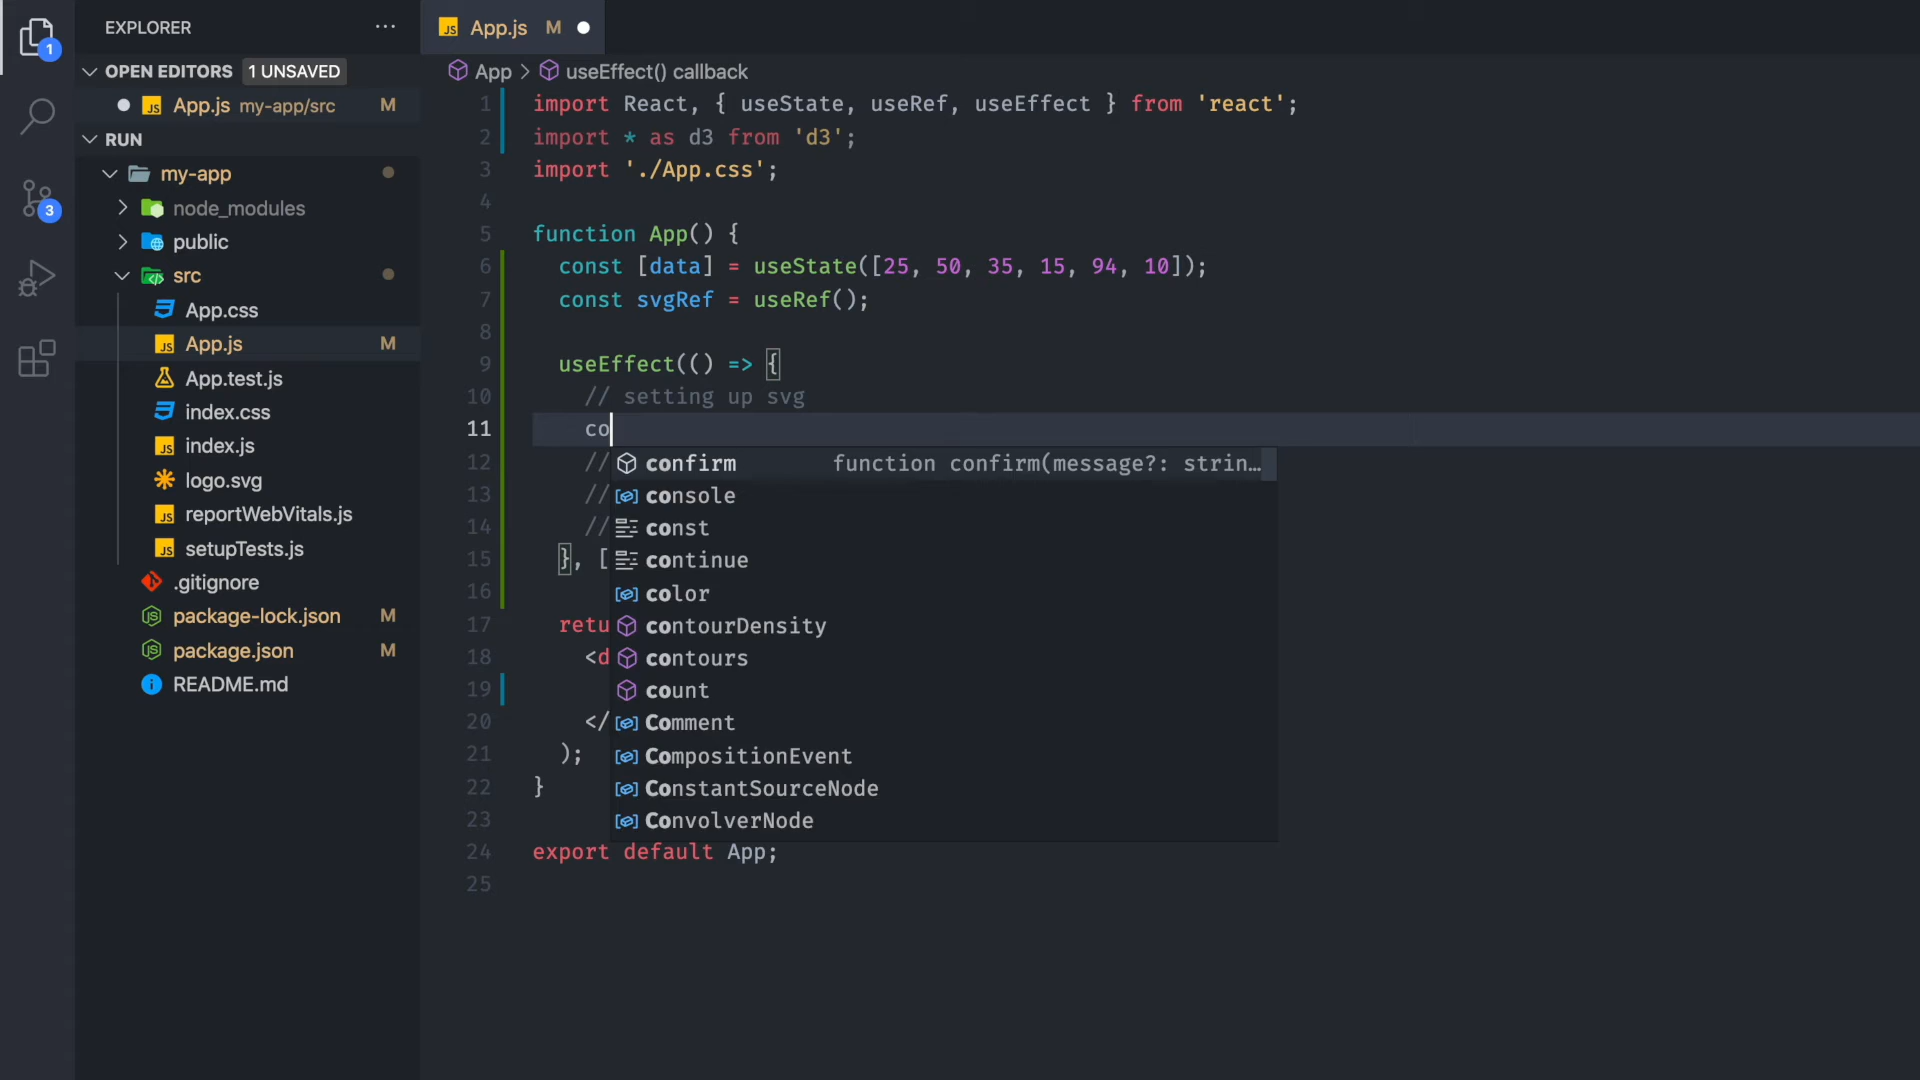 EXPLORER
1
OPEN EDITORS 1 UNSAVED
App.js my-app/src M
RUN
my-app
node_modules
public
src
App.css
App.js M
App.test.js
index.css
index.js
logo.svg
reportWebVitals.js
setupTests.js
.gitignore
package-lock.json M
package.json M
README.md
3
App.js M
App > useEffect() callback
1 import React, { useState, useRef, useEffect } from 'react';
2 import * as d3 from 'd3';
3 import './App.css';
4
5 function App() {
6 const [data] = useState([25, 50, 35, 15, 94, 10]);
7 const svgRef = useRef();
8
9 useEffect(() => {
10 // setting up svg
11 co
12 //
13 //
14 //
15 }, [
16
17 retu
18 <d
19
20 </
21 );
22 }
23
24 export default App;
25
confirm function confirm(message?: strin…
console
const
continue
color
contourDensity
contours
count
Comment
CompositionEvent
ConstantSourceNode
ConvolverNode